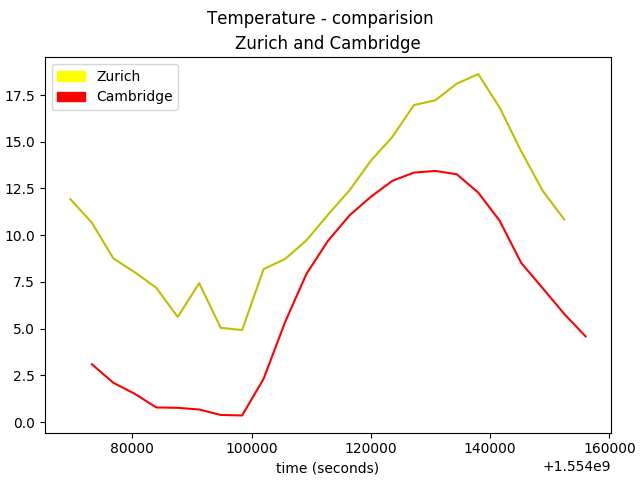 Temperature - comparision
Zurich and Cambridge
Zurich
Cambridge
17.5
15.0
12.5
10.0
7.5
5.0
2.5
0.0
80000 100000 120000 140000 160000
time (seconds)
+1.554e9